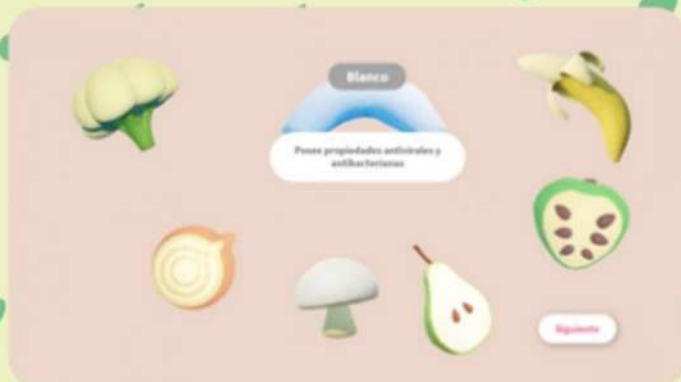 Blanco
Posee propiedades antivirales y
antibacterianas
Siguiente